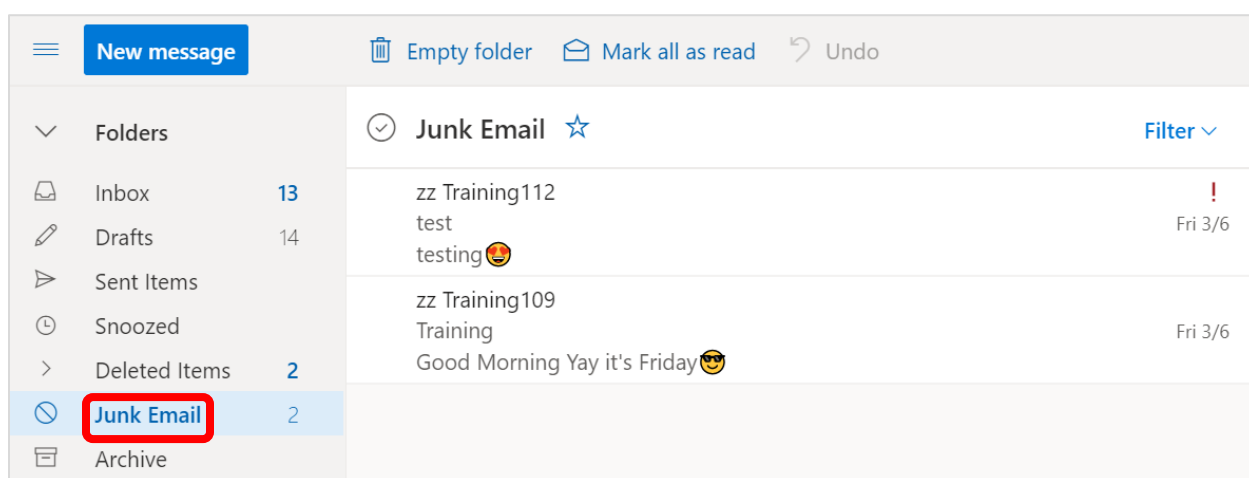 New message
Empty folder
Mark all as read
Undo
Folders
Inbox 13
Drafts 14
Sent Items
Snoozed
Deleted Items 2
Junk Email 2
Archive
Junk Email
Filter
zz Training112
test
Fri 3/6
testing😍
zz Training109
Training
Fri 3/6
Good Morning Yay it's Friday😎